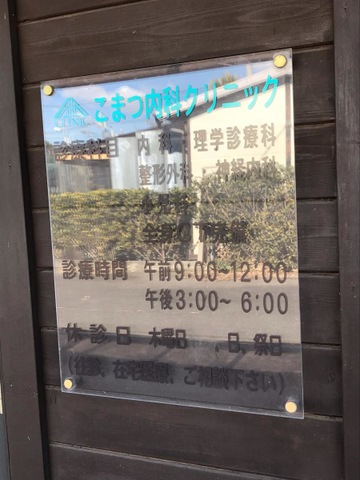 CLINIC
こまつ内科クリニック
診療科目 内科・理学診療科
整形外科・神経内科
小児科
診療時間 午前9:00~12:00
午後3:00~6:00
休診日 木曜日 日、祭日
(往診、在宅医療、ご相談下さい)